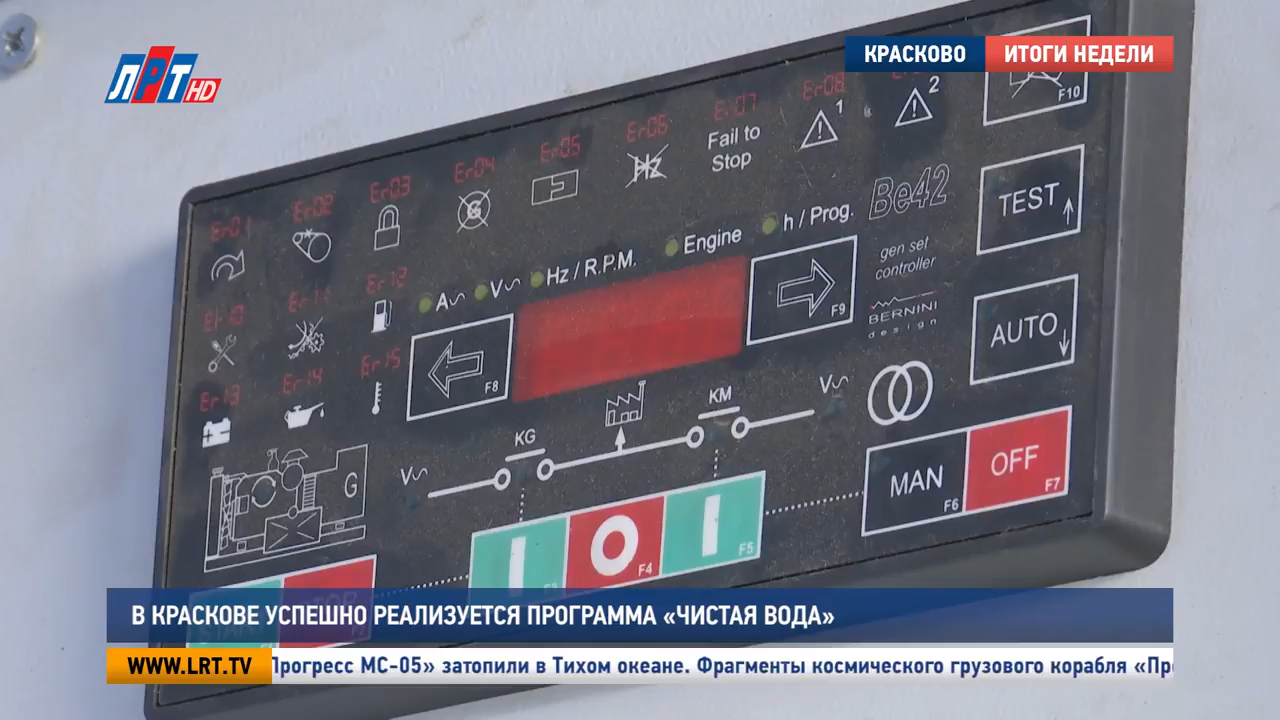 ЛРТ HD
КРАСКОВО
ИТОГИ НЕДЕЛИ
Er01
Er02
Er03
Er04
Er05
Er06
Er07
Er08
Hz
Fail to
Stop
1
2
F10
Er10
Er11
Er12
Er13
Er14
Er15
A
V
Hz / R.P.M.
Engine
h / Prog.
F8
F9
Be42
gen set
controller
BERNINI
design
TEST
AUTO
G
V
KG
KM
V
MAN
F6
OFF
F7
F4
F5
В КРАСКОВЕ УСПЕШНО РЕАЛИЗУЕТСЯ ПРОГРАММА «ЧИСТАЯ ВОДА»
WWW.LRT.TV
Прогресс МС-05» затопили в Тихом океане. Фрагменты космического грузового корабля «Пр